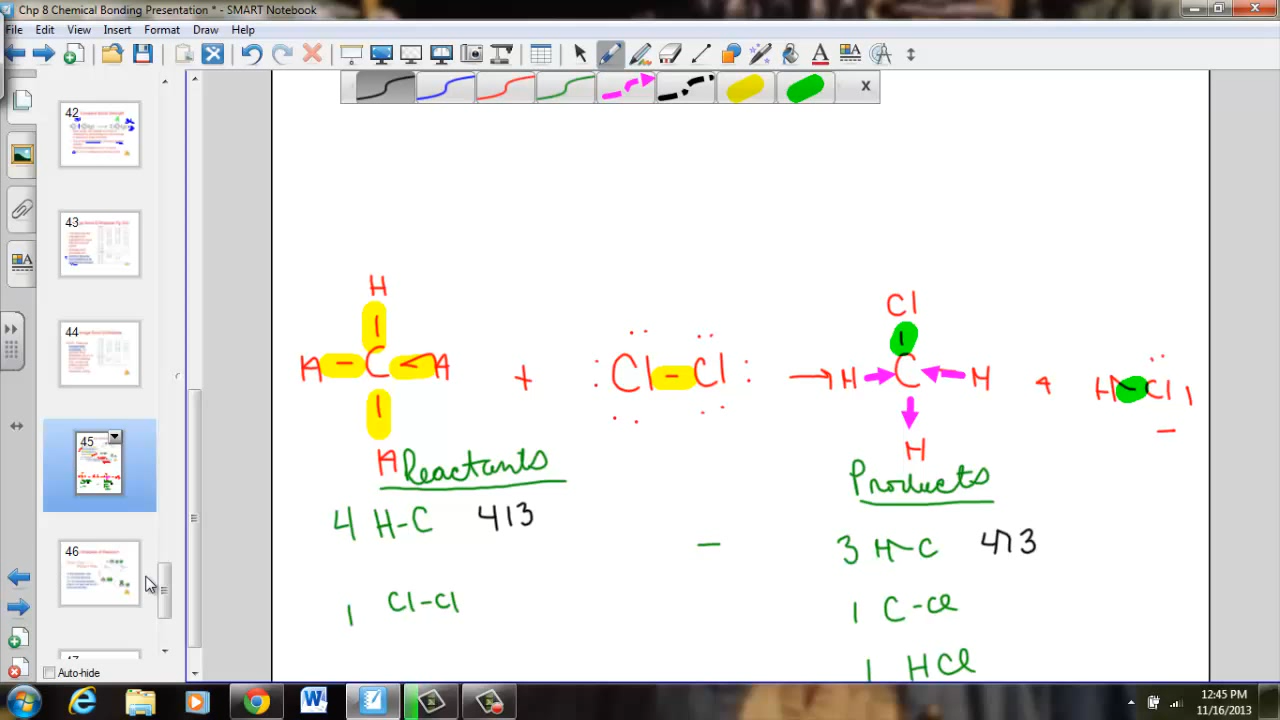 Chp 8 Chemical Bonding Presentation * - SMART Notebook
File Edit View Insert Format Draw Help
x
42
43
44
45
46
Auto-hide
H
H - C - H + : Cl - Cl : → H C H + H - Cl
H
Cl
H
Reactants
Products
4 H-C 413
-
3 H-C 413
1 Cl-Cl
1 C-Cl
1 HCl
12:45 PM
11/16/2013